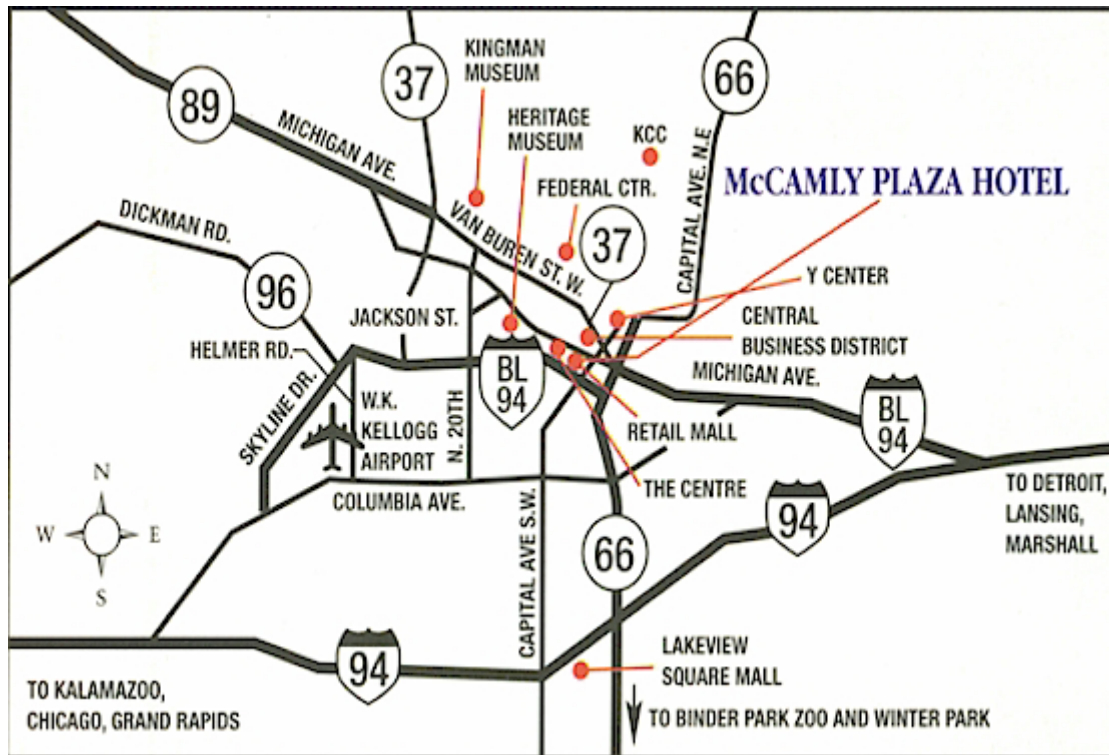 KINGMAN
MUSEUM
37
66
89
HERITAGE
MUSEUM
KCC
MICHIGAN AVE.
CAPITAL AVE. N.E
McCAMLY PLAZA HOTEL
FEDERAL CTR.
DICKMAN RD.
VAN BUREN ST. W.
37
96
Y CENTER
JACKSON ST.
CENTRAL
BUSINESS DISTRICT
HELMER RD.
MICHIGAN AVE.
BL
94
SKYLINE DR.
W.K.
KELLOGG
AIRPORT
N. 20TH
BL
94
RETAIL MALL
THE CENTRE
COLUMBIA AVE.
94
TO DETROIT,
LANSING,
MARSHALL
N
W
E
S
CAPITAL AVE S.W.
66
94
LAKEVIEW
SQUARE MALL
TO KALAMAZOO,
CHICAGO, GRAND RAPIDS
TO BINDER PARK ZOO AND WINTER PARK